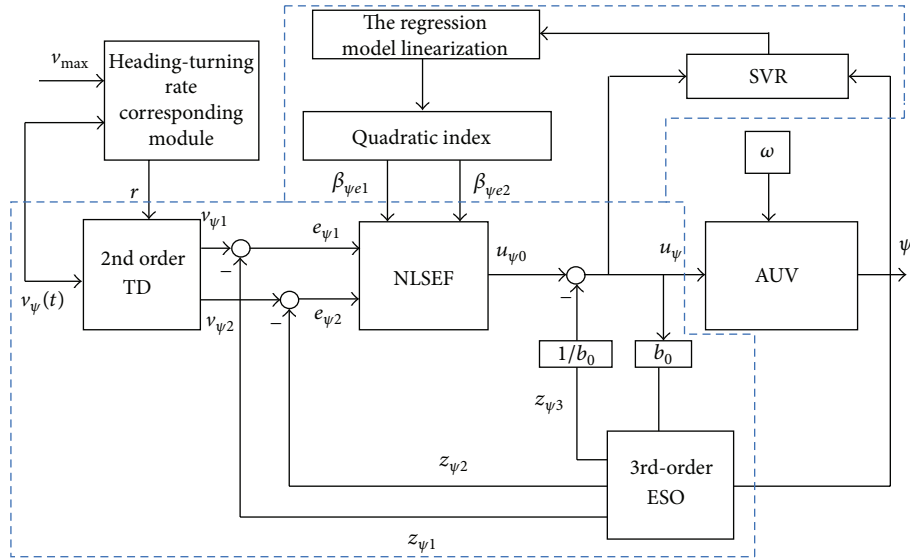 The regression
model linearization
v_max
Heading-turning
rate
corresponding
module
SVR
Quadratic index
ω
r
β_ψe1
β_ψe2
v_ψ1
e_ψ1
2nd order
TD
NLSEF
u_ψ0
u_ψ
AUV
ψ
v_ψ(t)
v_ψ2
e_ψ2
−
−
−
1/b_0
b_0
z_ψ3
z_ψ2
3rd-order
ESO
z_ψ1